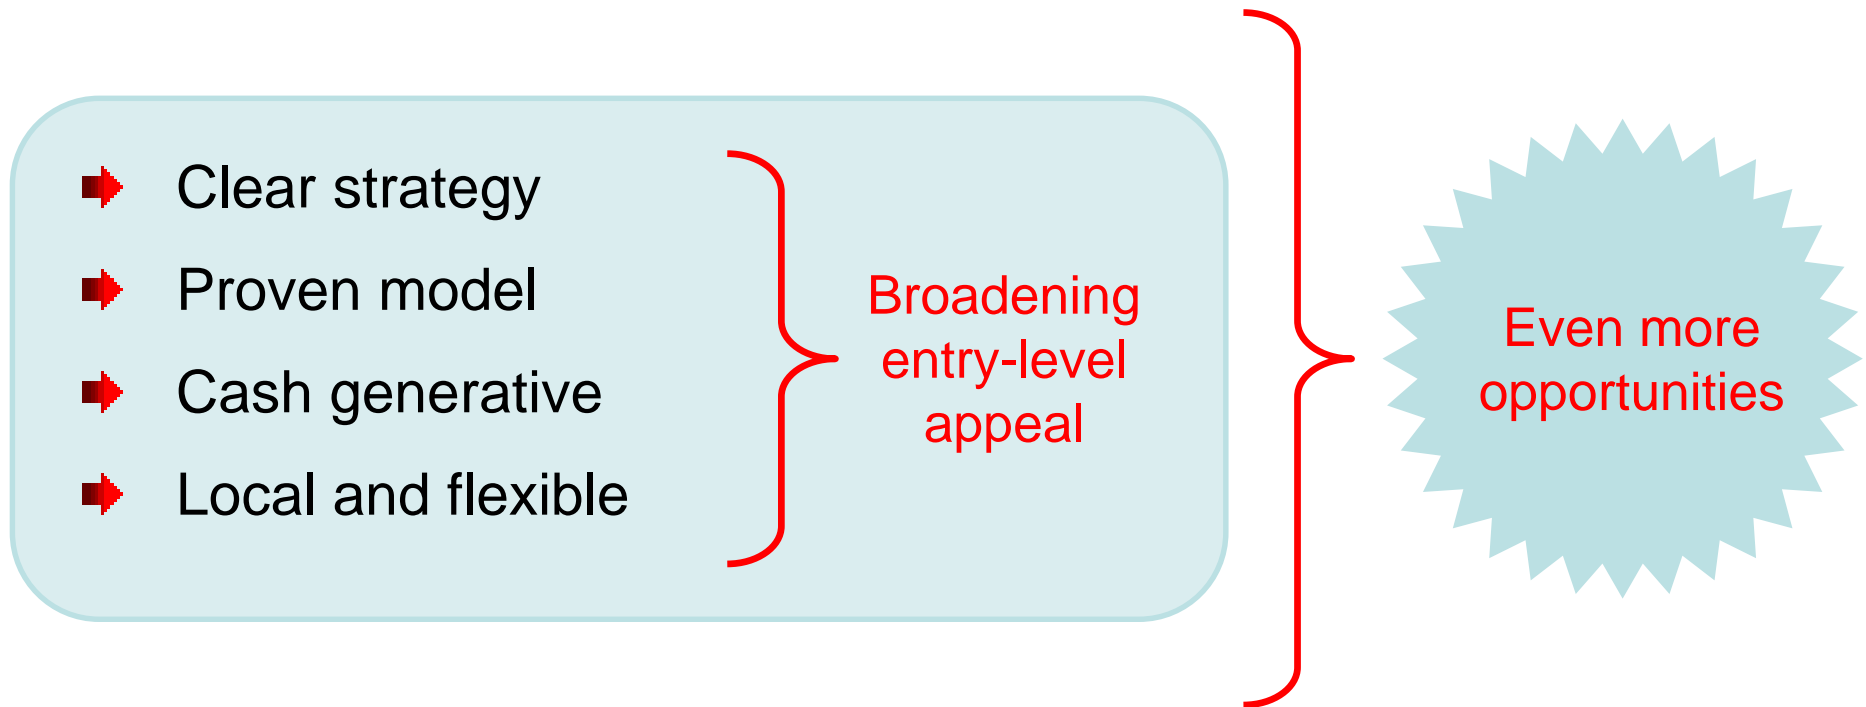 Clear strategy
Proven model
Cash generative
Local and flexible
Broadening
entry-level
appeal
Even more
opportunities